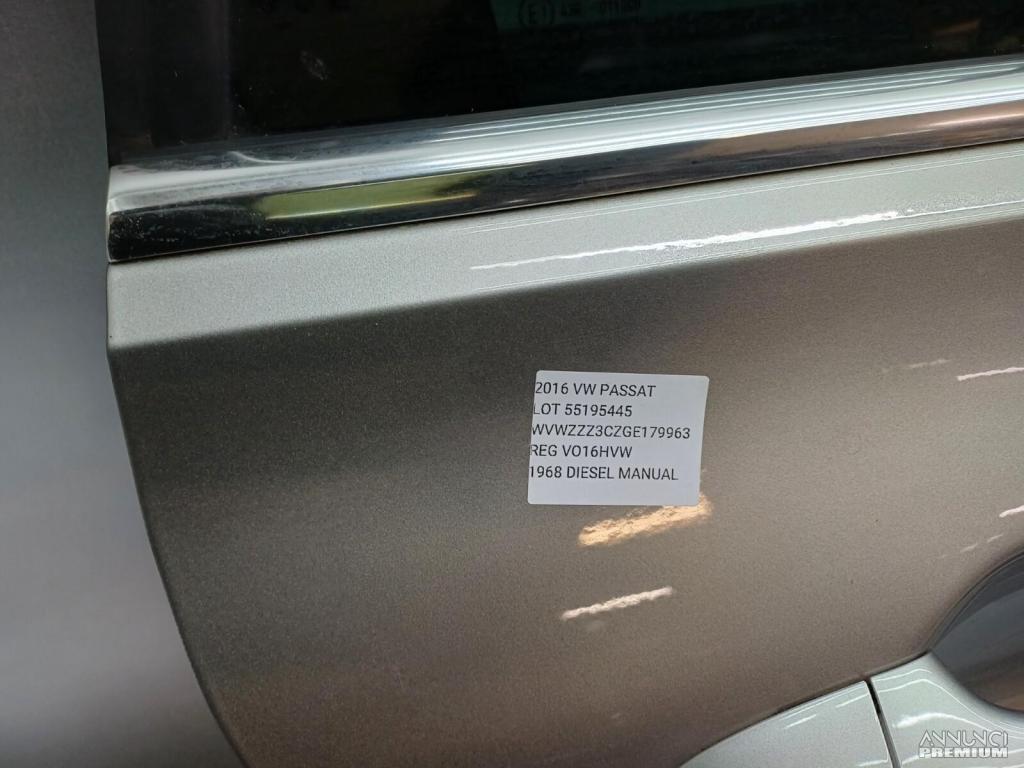 2016 VW PASSAT
LOT 55195445
WVWZZZ3CZGE179963
REG VO16HVW
1968 DIESEL MANUAL
ANNUNCI
PREMIUM